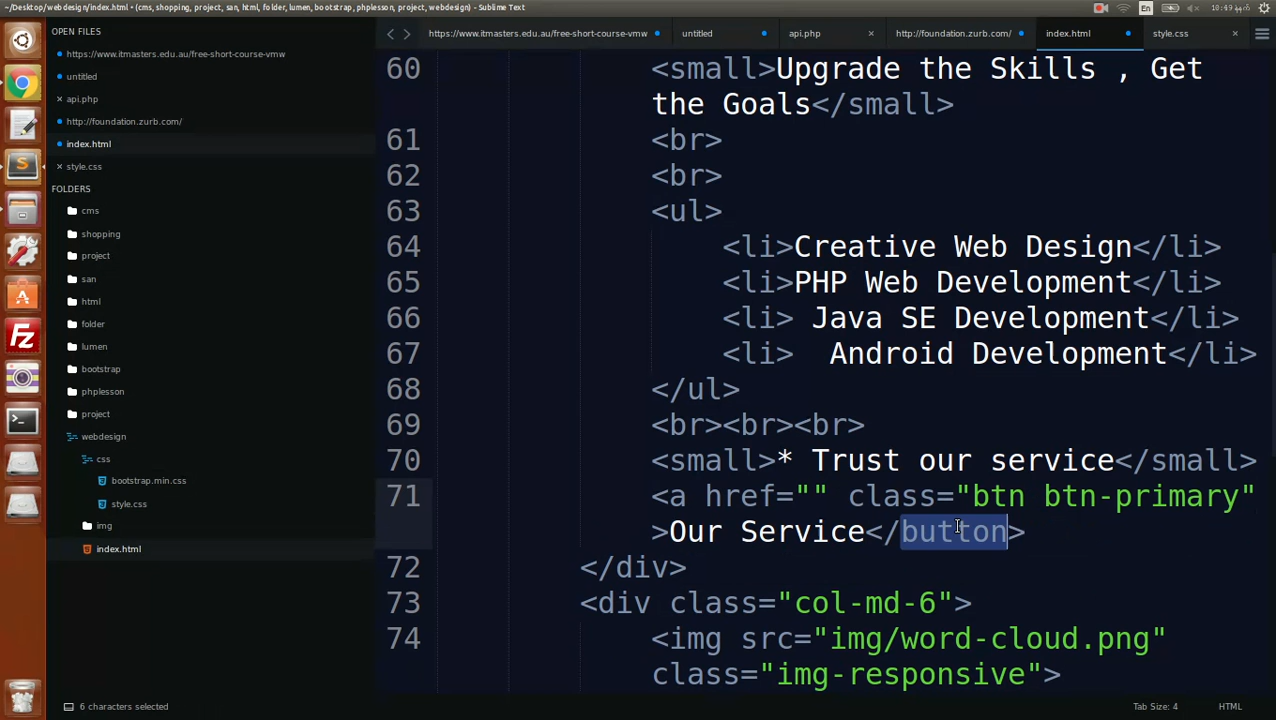 ~/Desktop/webdesign/index.html • (cms, shopping, project, san, html, folder, lumen, bootstrap, phplesson, project, webdesign) - Sublime Text
En
OPEN FILES
https://www.itmasters.edu.au/free-short-course-vmw
untitled
api.php
http://foundation.zurb.com/
index.html
style.css
FOLDERS
cms
shopping
project
san
html
folder
lumen
bootstrap
phplesson
project
webdesign
css
bootstrap.min.css
style.css
img
index.html
https://www.itmasters.edu.au/free-short-course-vmw
untitled
api.php
http://foundation.zurb.com/
index.html
style.css
60 <small>Upgrade the Skills , Get
the Goals</small>
61 <br>
62 <br>
63 <ul>
64 <li>Creative Web Design</li>
65 <li>PHP Web Development</li>
66 <li> Java SE Development</li>
67 <li>  Android Development</li>
68 </ul>
69 <br><br><br>
70 <small>* Trust our service</small>
71 <a href="" class="btn btn-primary"
>Our Service</button>
72 </div>
73 <div class="col-md-6">
74 <img src="img/word-cloud.png"
class="img-responsive">
6 characters selected
Tab Size: 4
HTML